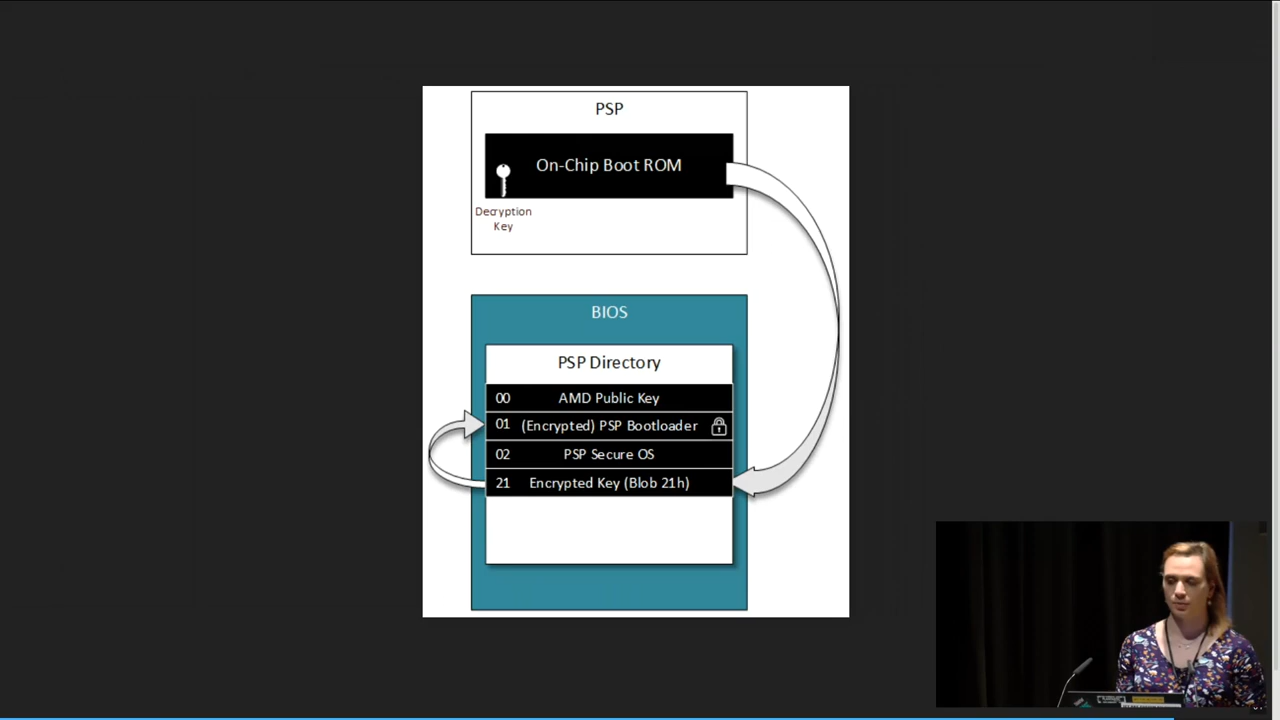 PSP
On-Chip Boot ROM
Decryption
Key
BIOS
PSP Directory
00 AMD Public Key
01 (Encrypted) PSP Bootloader
02 PSP Secure OS
21 Encrypted Key (Blob 21h)